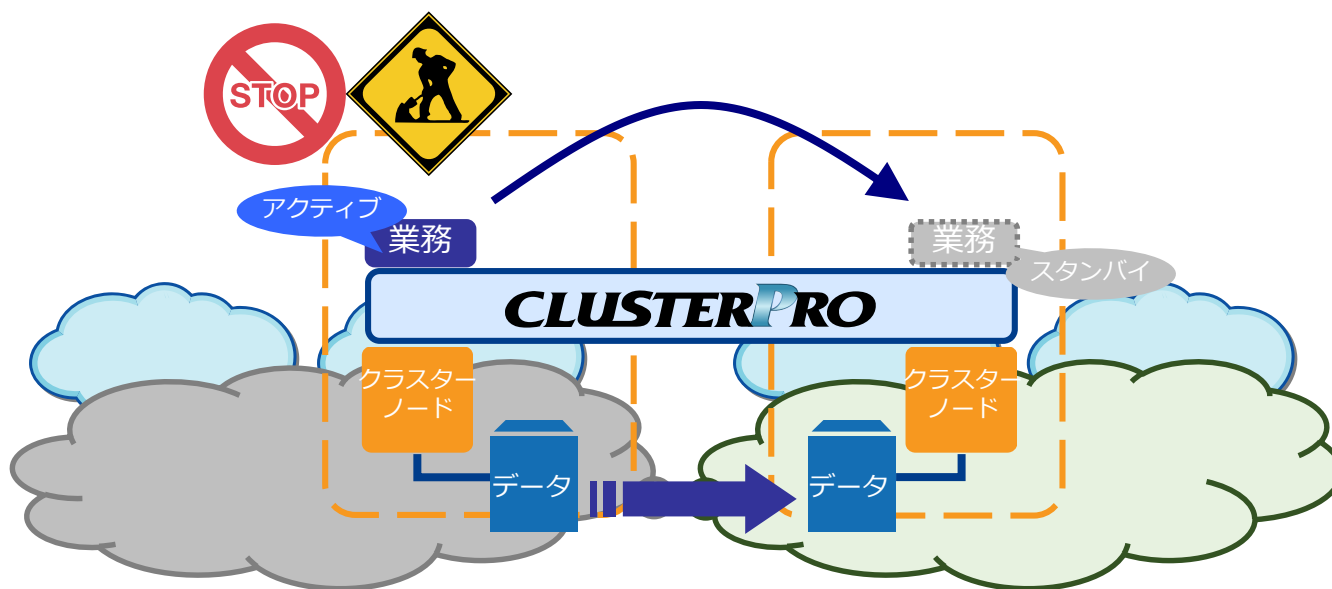 STOP
アクティブ
業務
業務
スタンバイ
CLUSTERPRO
クラスター
ノード
クラスター
ノード
データ
データ